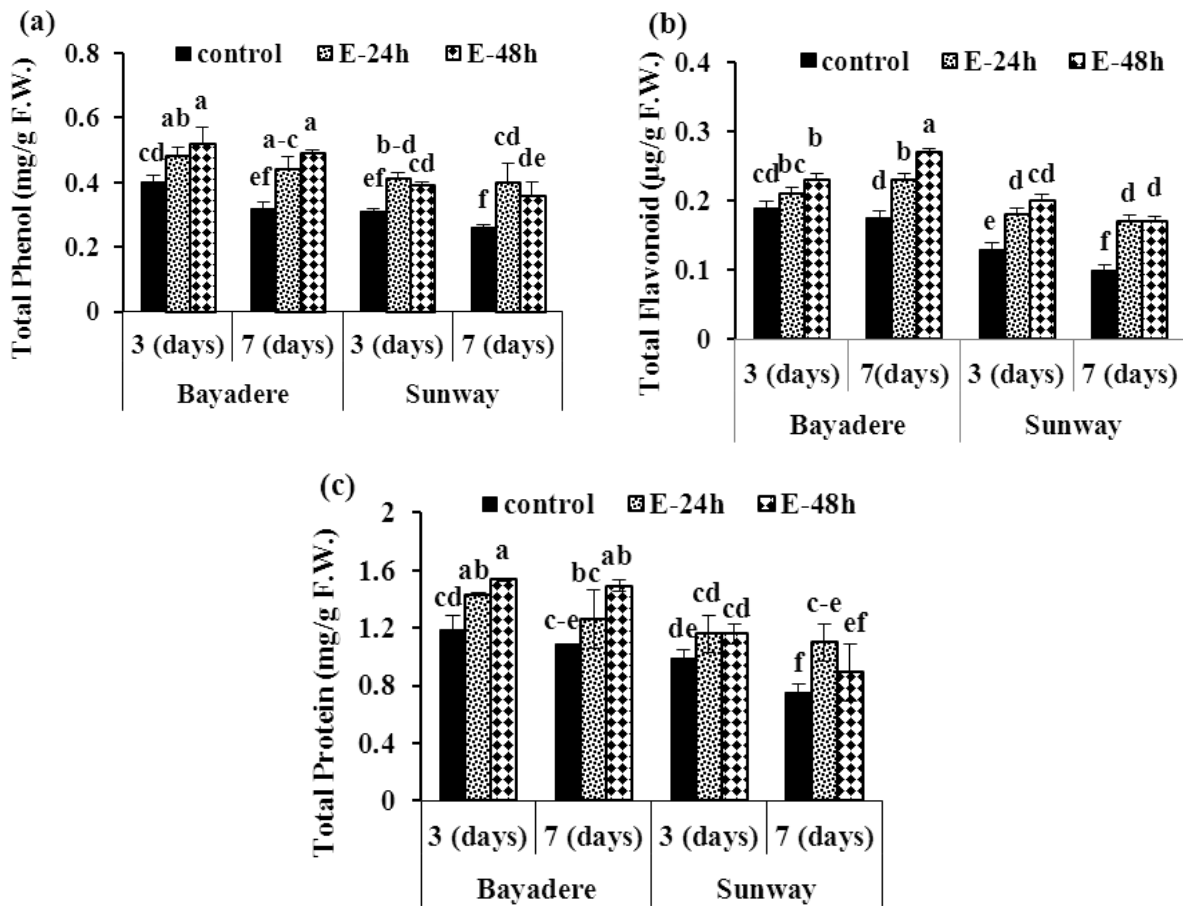 (a)
control E-24h E-48h
Total Phenol (mg/g F.W.)
0.8
0.6
0.4
0.2
0
cd ab a
ef a-c a
ef b-d cd
f cd de
3 (days) 7 (days) 3 (days) 7 (days)
Bayadere Sunway
(b)
control E-24h E-48h
Total Flavonoid (µg/g F.W.)
0.4
0.3
0.2
0.1
0
cd bc b
d b a
e d cd
f d d
3 (days) 7(days) 3 (days) 7 (days)
Bayadere Sunway
(c)
control E-24h E-48h
Total Protein (mg/g F.W.)
2
1.6
1.2
0.8
0.4
0
cd ab a
c-e bc ab
de cd cd
f c-e ef
3 (days) 7 (days) 3 (days) 7 (days)
Bayadere Sunway